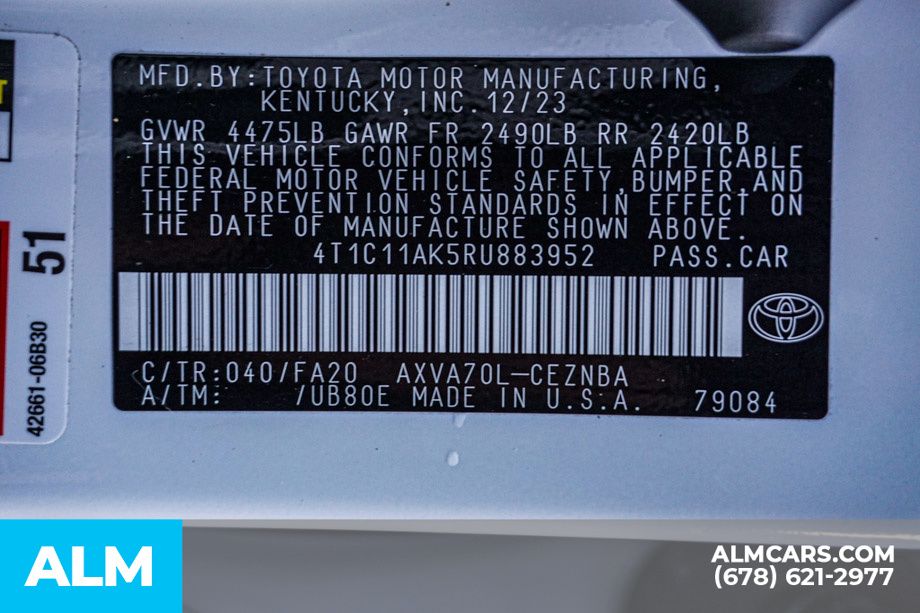 MFD.BY:TOYOTA MOTOR MANUFACTURING,
KENTUCKY,INC.12/23
GVWR 4475LB GAWR FR 2490LB RR 2420LB
THIS VEHICLE CONFORMS TO ALL APPLICABLE
FEDERAL MOTOR VEHICLE SAFETY,BUMPER,AND
THEFT PREVENTION STANDARDS IN EFFECT ON
THE DATE OF MANUFACTURE SHOWN ABOVE.
4T1C11AK5RU883952 PASS.CAR
C/TR:040/FA20 AXVA70L-CEZNBA
A/TM: /UB80E MADE IN U.S.A. 79084
51
42661-06B30
ALM
ALMCARS.COM
(678) 621-2977